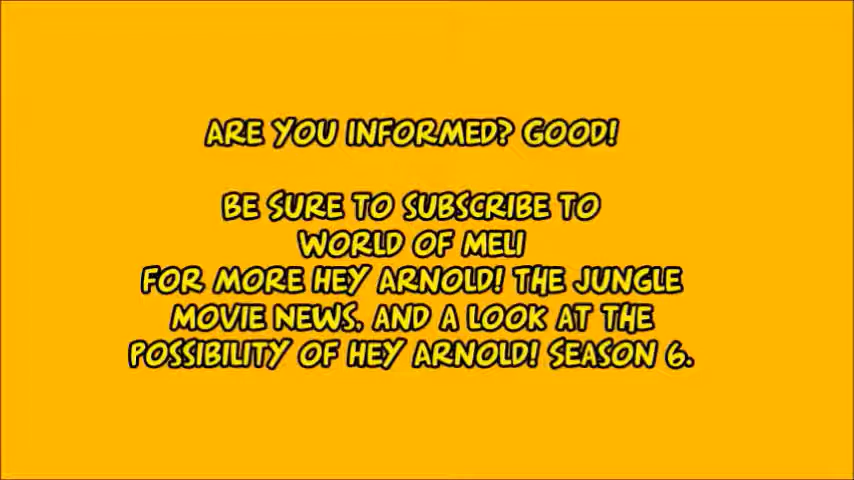 ARE YOU INFORMED? GOOD!
BE SURE TO SUBSCRIBE TO
WORLD OF MELI
FOR MORE HEY ARNOLD! THE JUNGLE
MOVIE NEWS, AND A LOOK AT THE
POSSIBILITY OF HEY ARNOLD! SEASON 6.